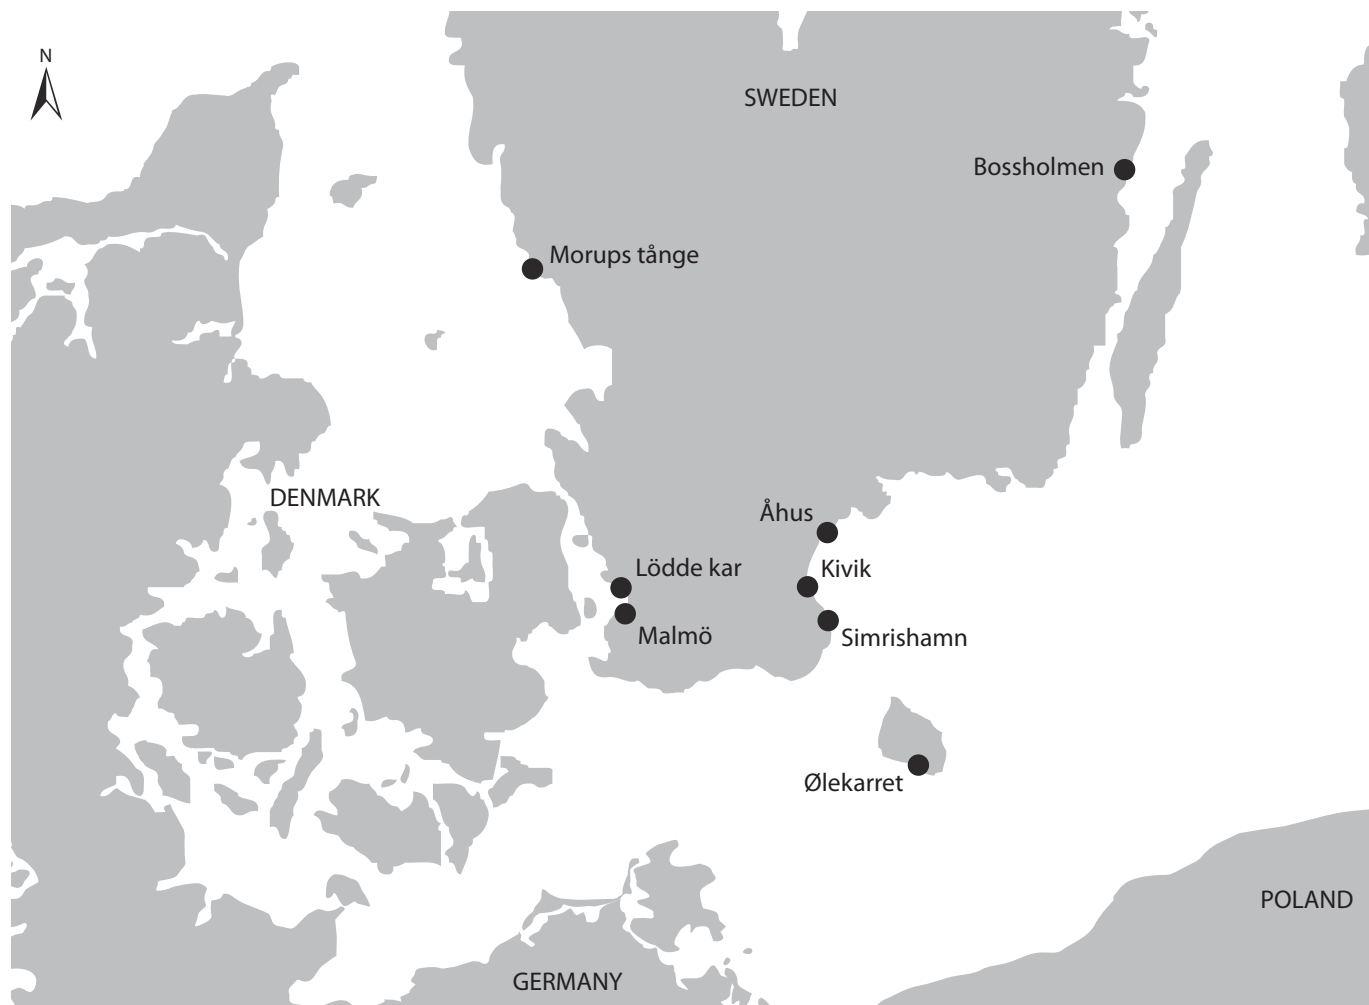 N
SWEDEN
Bossholmen
Morups tånge
DENMARK
Åhus
Lödde kar
Kivik
Malmö
Simrishamn
Ølekarret
POLAND
GERMANY